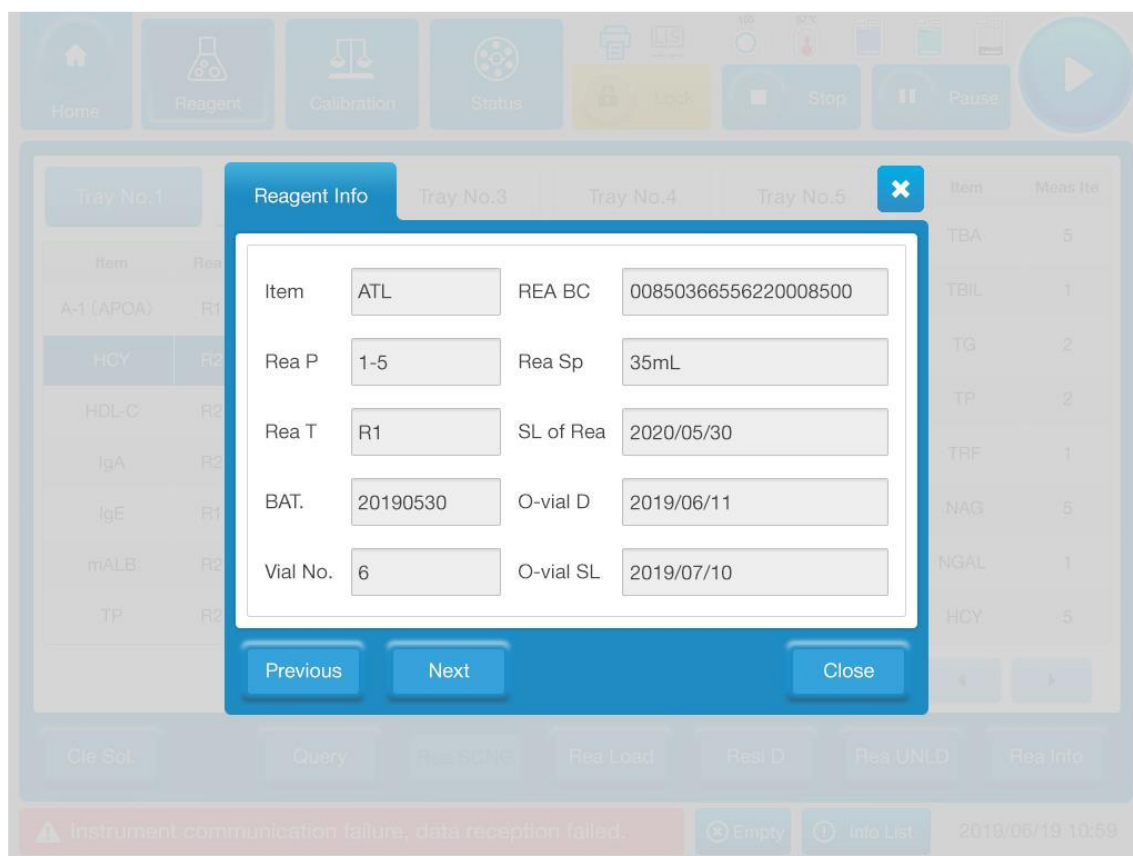 150 37℃
LIS
Home Reagent Calibration Status Lock Stop Pause
Tray No.1 Reagent Info Tray No.3 Tray No.4 Tray No.5 Item Meas Ite
Item Rea TBA 5
Item ATL REA BC 00850366556220008500 TBIL 1
A-1 (APOA) R1
HCY R2 Rea P 1-5 Rea Sp 35mL TG 2
HDL-C R2 TP 2
Rea T R1 SL of Rea 2020/05/30
IgA R2 TRF 1
IgE R1 BAT. 20190530 O-vial D 2019/06/11 NAG 5
mALB R2 Vial No. 6 O-vial SL 2019/07/10 NGAL 1
TP R2 HCY 5
Previous Next Close
Cle Sol. Query Rea SCNG Rea Load Resi D Rea UNLD Rea Info
Instrument communication failure, data reception failed. Empty Info List 2019/06/19 10:59